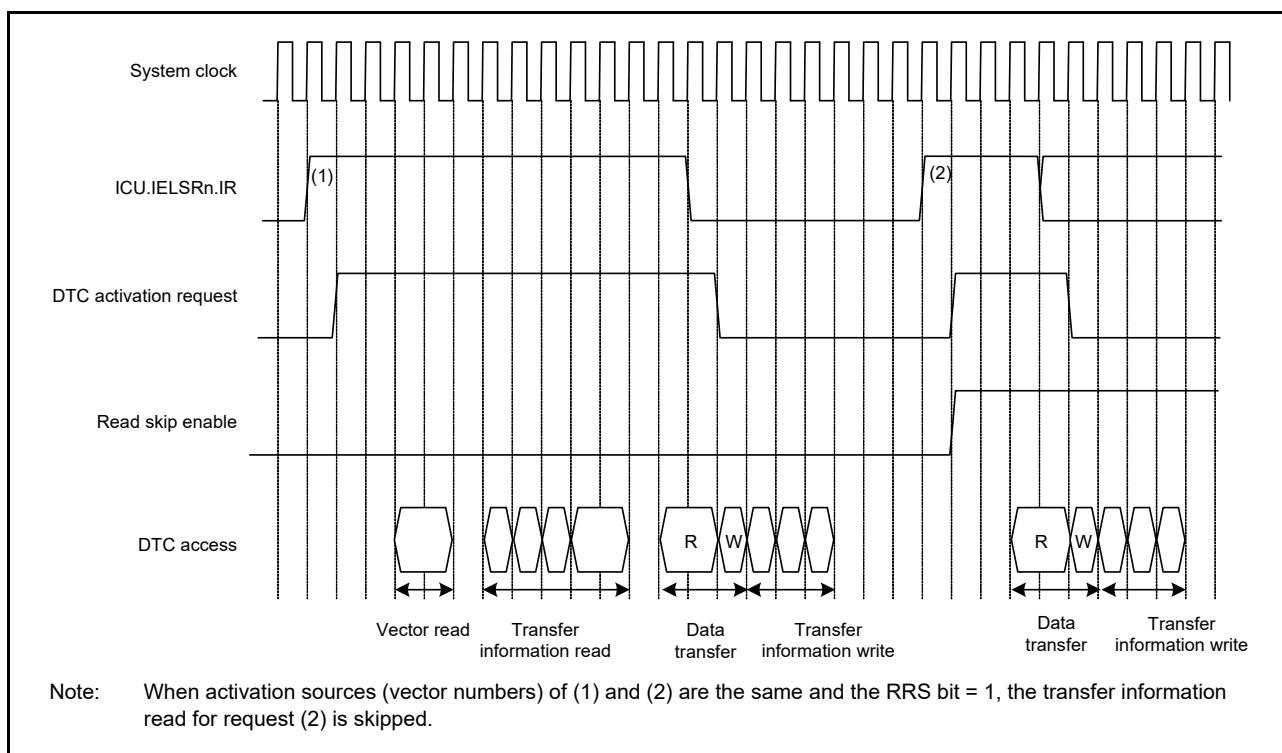 System clock
ICU.IELSRn.IR
(1)
(2)
DTC activation request
Read skip enable
DTC access
R
W
R
W
Vector read
Transfer
information read
Data
transfer
Transfer
information write
Data
transfer
Transfer
information write
Note: When activation sources (vector numbers) of (1) and (2) are the same and the RRS bit = 1, the transfer information
read for request (2) is skipped.